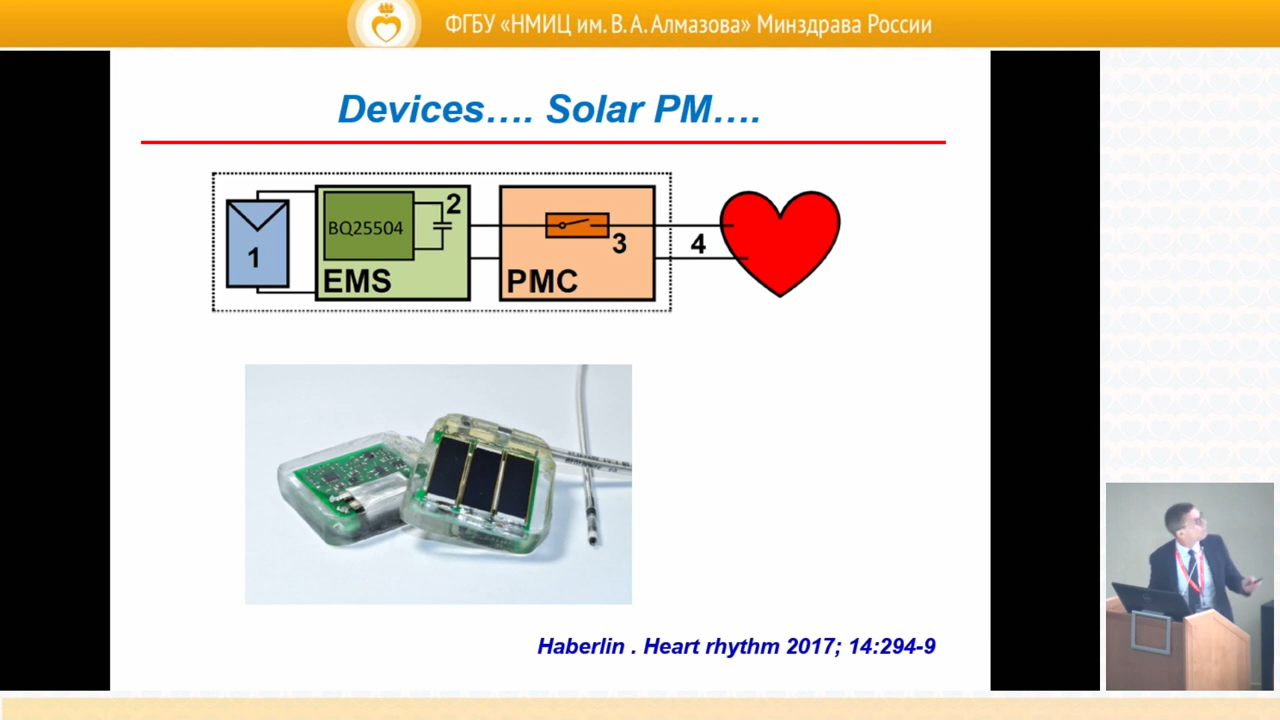 ФГБУ «НМИЦ им. В. А. Алмазова» Минздрава России
Devices…. Solar PM….
1
BQ25504
2
EMS
3
PMC
4
Haberlin . Heart rhythm 2017; 14:294-9